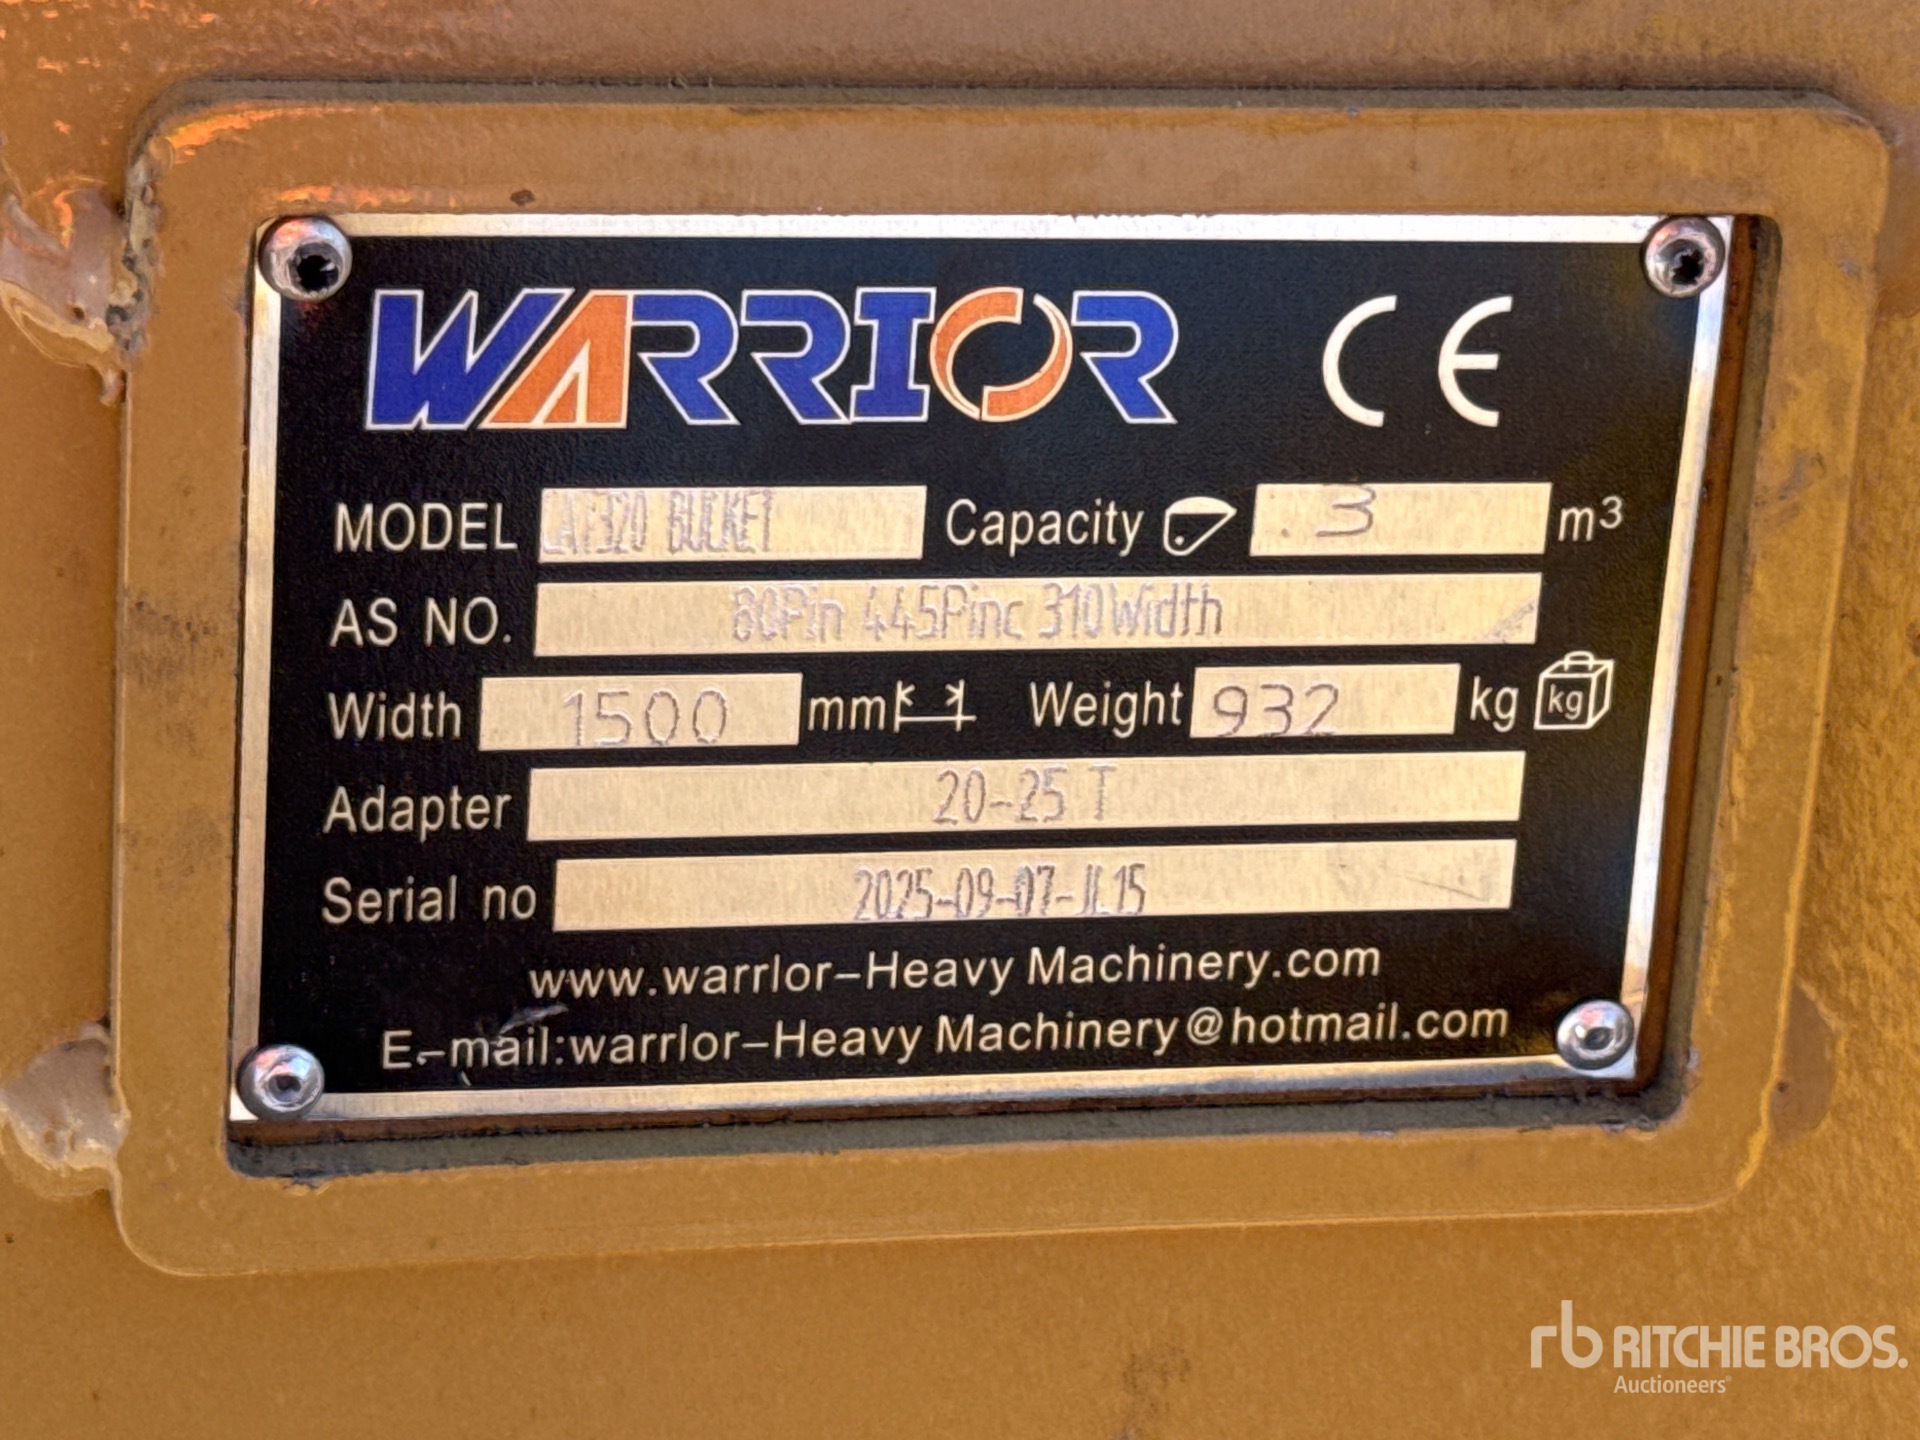 WARRIOR CE
MODEL CAT320 BUCKET Capacity .3 m³
AS NO. 80Pin 445Pinc 310Width
Width 1500 mm Weight 932 kg kg
Adapter 20-25 T
Serial no 2025-09-07-JL15
www.warrlor-Heavy Machinery.com
E-mail:warrlor-Heavy Machinery@hotmail.com
rb RITCHIE BROS.
Auctioneers